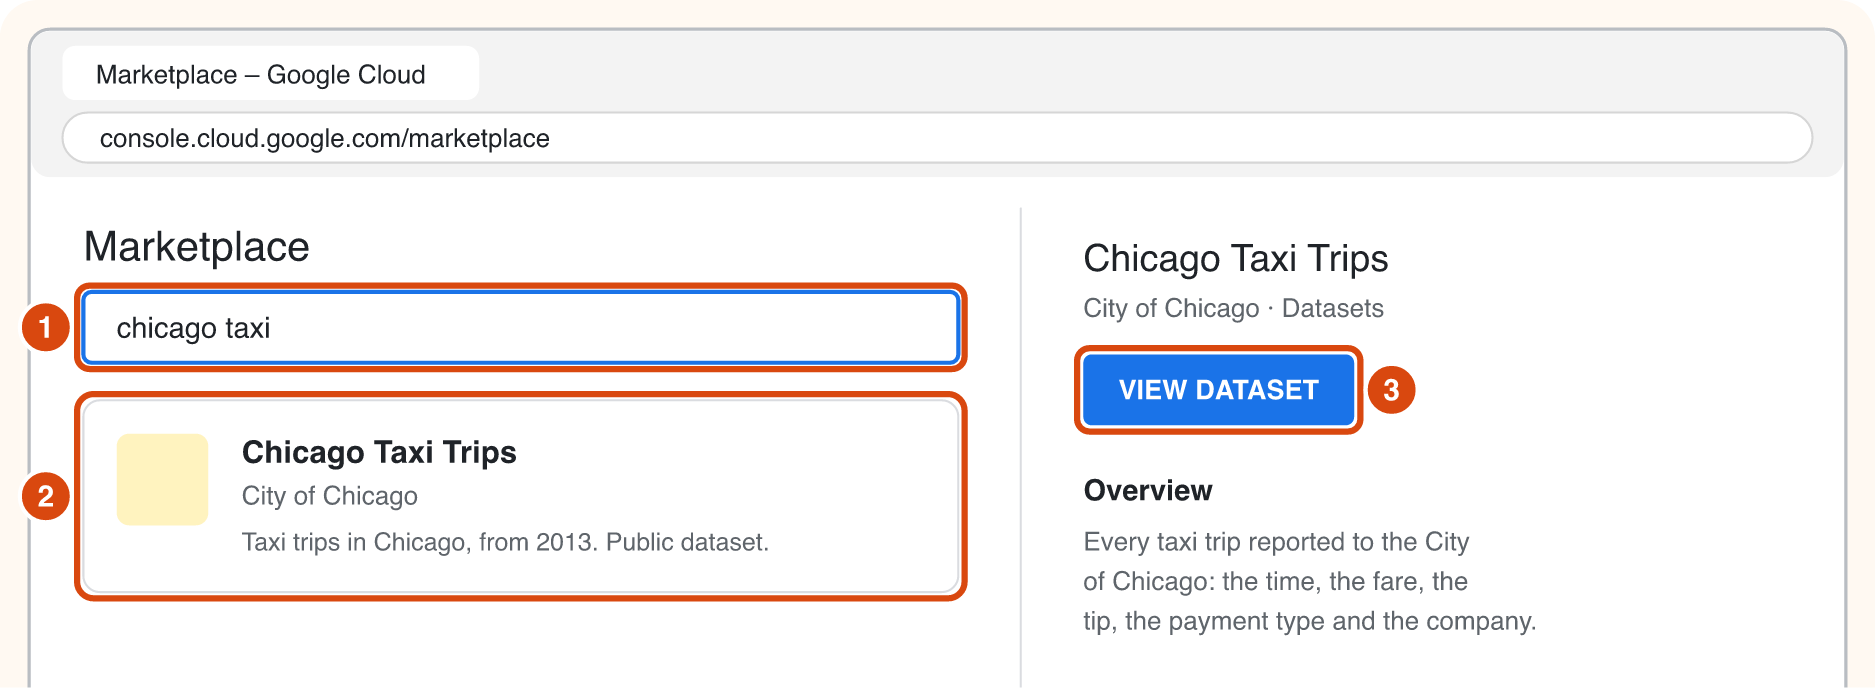 Marketplace – Google Cloud
console.cloud.google.com/marketplace
Marketplace
1
chicago taxi
2
Chicago Taxi Trips
City of Chicago
Taxi trips in Chicago, from 2013. Public dataset.
Chicago Taxi Trips
City of Chicago · Datasets
VIEW DATASET
3
Overview
Every taxi trip reported to the City
of Chicago: the time, the fare, the
tip, the payment type and the company.